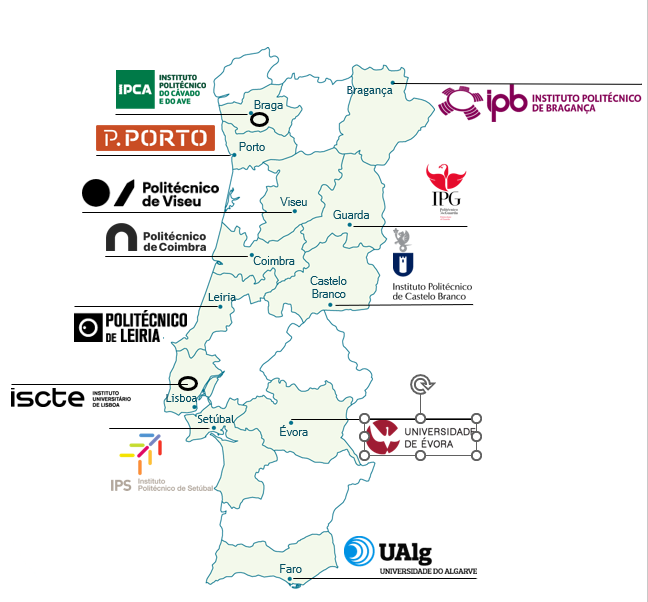 IPCA
INSTITUTO
POLITÉCNICO
DO CÁVADO
E DO AVE
Braga
Bragança
ipb
INSTITUTO POLITÉCNICO
DE BRAGANÇA
P.PORTO
Porto
Politécnico
de Viseu
Viseu
Guarda
IPG
Politécnico
de Coimbra
Coimbra
Instituto Politécnico
de Castelo Branco
Castelo
Branco
Leiria
POLITÉCNICO
DE LEIRIA
iscte
INSTITUTO
UNIVERSITÁRIO
DE LISBOA
Lisboa
Setúbal
Évora
UNIVERSIDADE
DE ÉVORA
IPS
Instituto
Politécnico de Setúbal
UAlg
UNIVERSIDADE DO ALGARVE
Faro